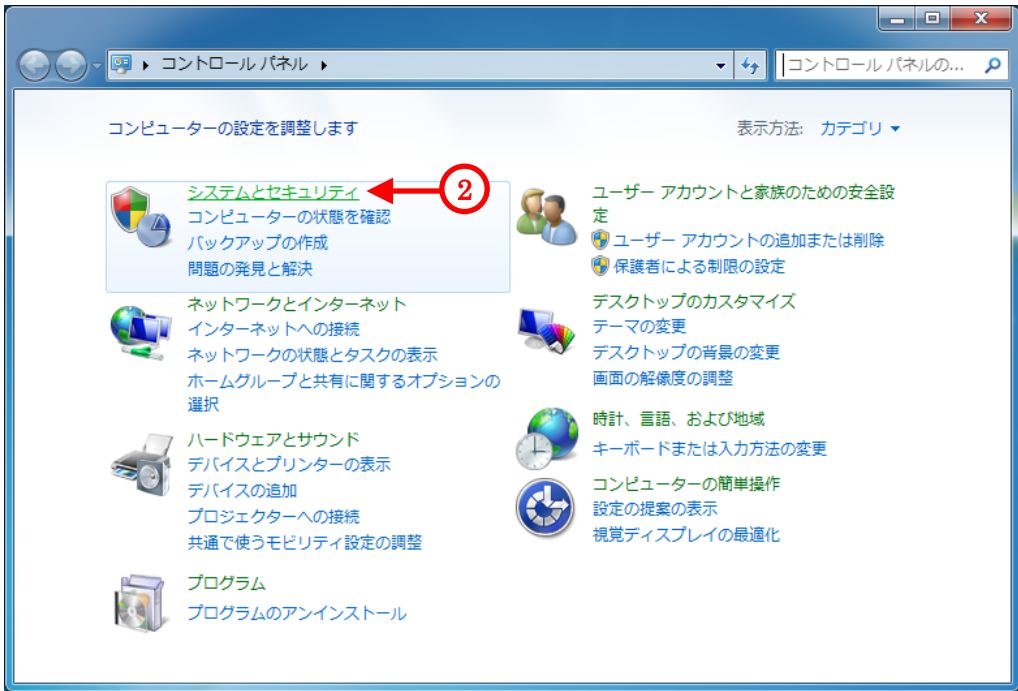 コントロール パネル
コントロール パネルの...
コンピューターの設定を調整します
表示方法: カテゴリ
システムとセキュリティ
②
コンピューターの状態を確認
バックアップの作成
問題の発見と解決
ネットワークとインターネット
インターネットへの接続
ネットワークの状態とタスクの表示
ホームグループと共有に関するオプションの
選択
ハードウェアとサウンド
デバイスとプリンターの表示
デバイスの追加
プロジェクターへの接続
共通で使うモビリティ設定の調整
プログラム
プログラムのアンインストール
ユーザー アカウントと家族のための安全設
定
ユーザー アカウントの追加または削除
保護者による制限の設定
デスクトップのカスタマイズ
テーマの変更
デスクトップの背景の変更
画面の解像度の調整
時計、言語、および地域
キーボードまたは入力方法の変更
コンピューターの簡単操作
設定の提案の表示
視覚ディスプレイの最適化